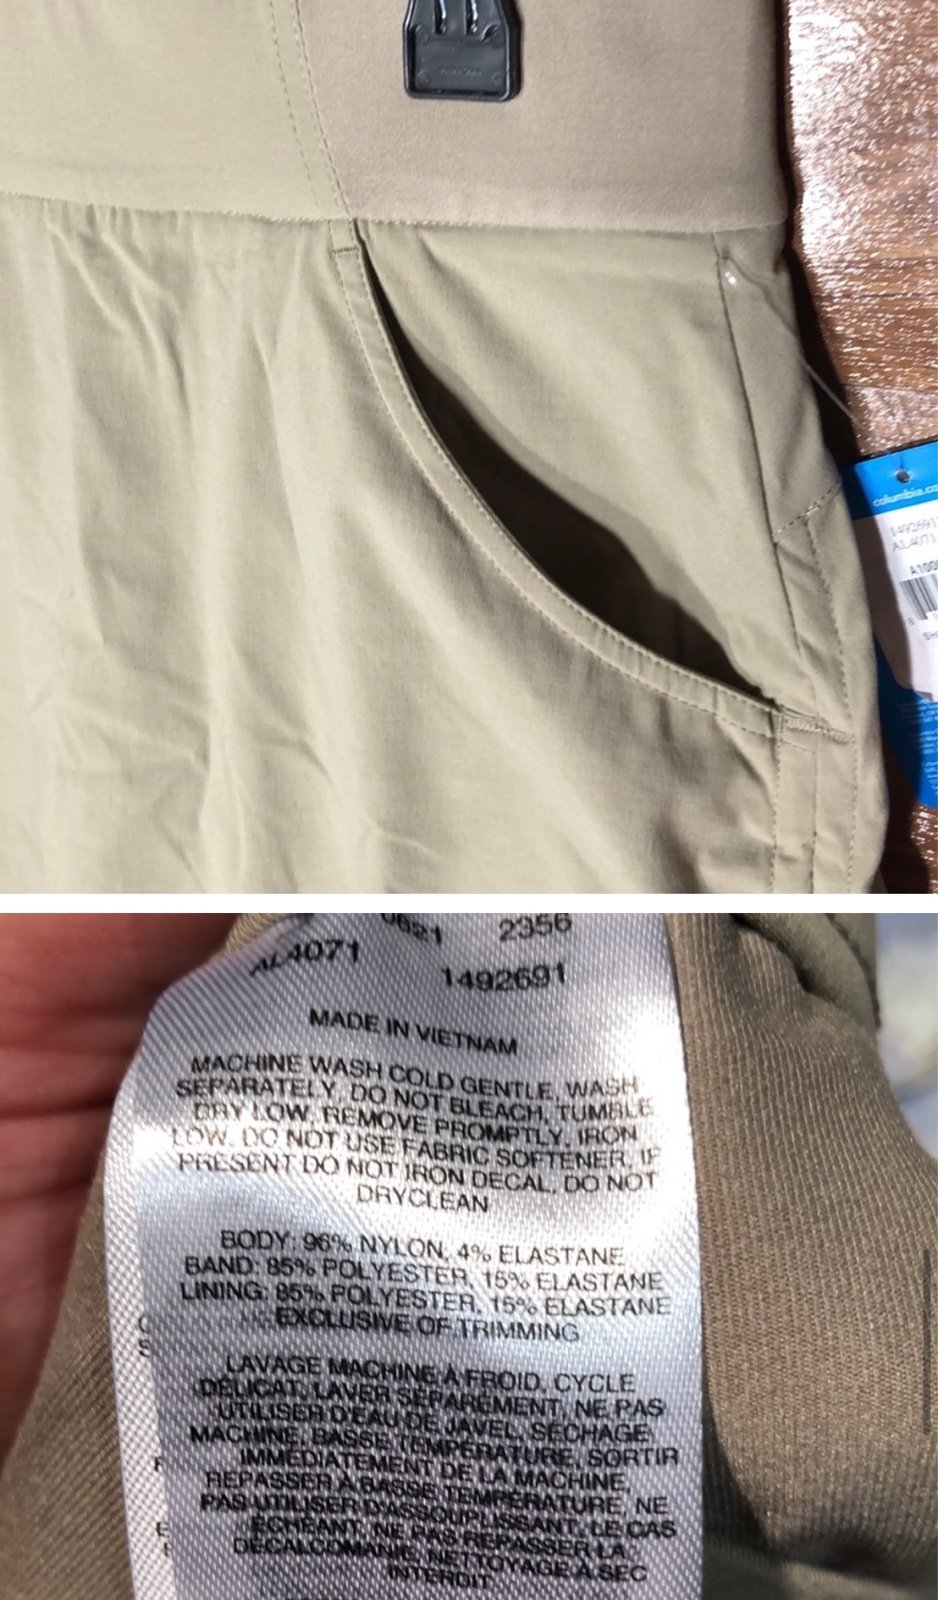 columbia.co
1492691
AL4071
A100
0621 2356
AL4071
1492691
MADE IN VIETNAM
MACHINE WASH COLD GENTLE, WASH
SEPARATELY, DO NOT BLEACH, TUMBLE
DRY LOW, REMOVE PROMPTLY, IRON
LOW. DO NOT USE FABRIC SOFTENER, IF
PRESENT DO NOT IRON DECAL, DO NOT
DRYCLEAN
BODY: 96% NYLON, 4% ELASTANE
BAND: 85% POLYESTER, 15% ELASTANE
LINING: 85% POLYESTER, 15% ELASTANE
EXCLUSIVE OF TRIMMING
LAVAGE MACHINE À FROID, CYCLE
DÉLICAT, LAVER SÉPARÉMENT, NE PAS
UTILISER D'EAU DE JAVEL, SÉCHAGE
MACHINE, BASSE TEMPÉRATURE, SORTIR
IMMÉDIATEMENT DE LA MACHINE,
REPASSER À BASSE TEMPÉRATURE, NE
PAS UTILISER D'ASSOUPLISSANT, LE CAS
ÉCHÉANT, NE PAS REPASSER LA
DÉCALCOMANIE, NETTOYAGE À SEC
INTERDIT